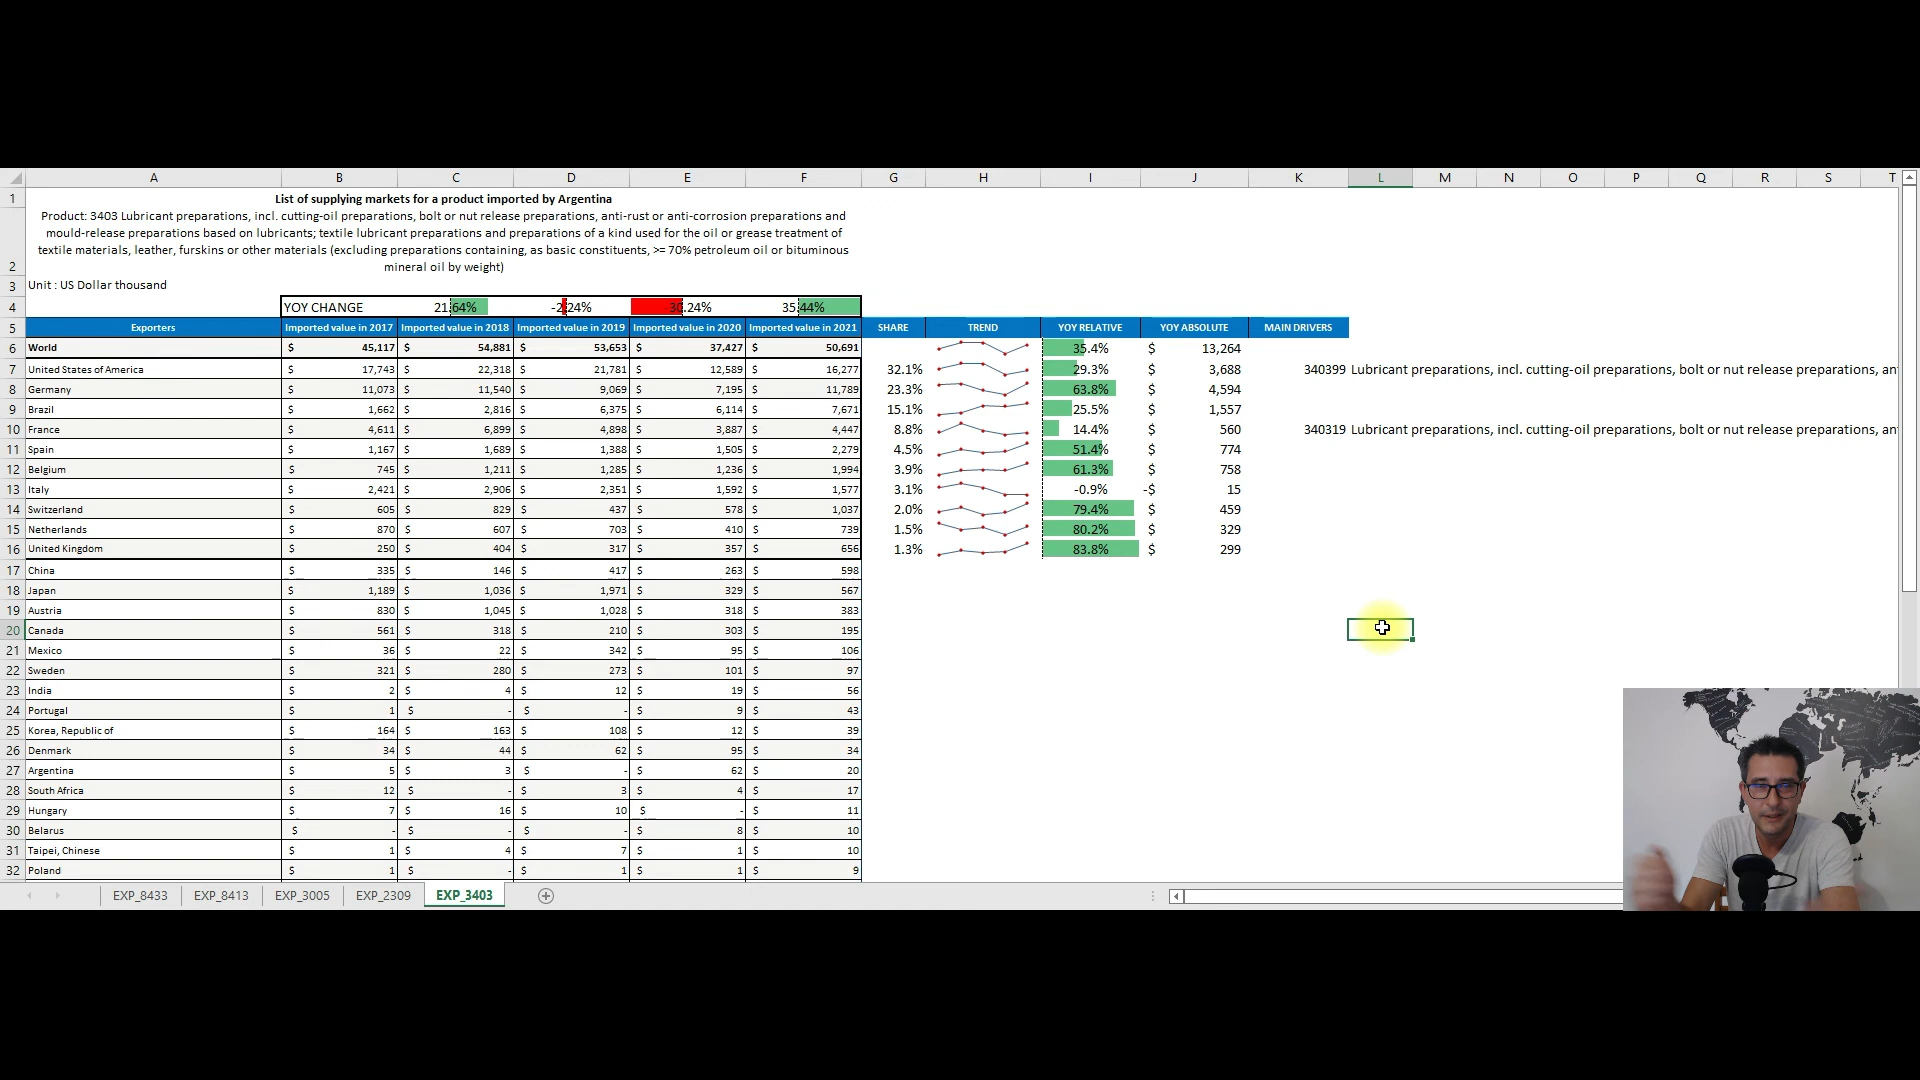 A B C D E F G H I J K L M N O P Q R S T
1 List of supplying markets for a product imported by Argentina
Product: 3403 Lubricant preparations, incl. cutting-oil preparations, bolt or nut release preparations, anti-rust or anti-corrosion preparations and
mould-release preparations based on lubricants; textile lubricant preparations and preparations of a kind used for the oil or grease treatment of
textile materials, leather, furskins or other materials (excluding preparations containing, as basic constituents, >= 70% petroleum oil or bituminous
2 mineral oil by weight)
3 Unit : US Dollar thousand
4 YOY CHANGE 21.64% -2.24% .24% 35.44%
5 Exporters Imported value in 2017 Imported value in 2018 Imported value in 2019 Imported value in 2020 Imported value in 2021 SHARE TREND YOY RELATIVE YOY ABSOLUTE MAIN DRIVERS
6 World $ 45,117 $ 54,881 $ 53,653 $ 37,427 $ 50,691 35.4% $ 13,264
7 United States of America $ 17,743 $ 22,318 $ 21,781 $ 12,589 $ 16,277 32.1% 29.3% $ 3,688 340399 Lubricant preparations, incl. cutting-oil preparations, bolt or nut release preparations, an
8 Germany $ 11,073 $ 11,540 $ 9,069 $ 7,195 $ 11,789 23.3% 63.8% $ 4,594
9 Brazil $ 1,662 $ 2,816 $ 6,375 $ 6,114 $ 7,671 15.1% 25.5% $ 1,557
10 France $ 4,611 $ 6,899 $ 4,898 $ 3,887 $ 4,447 8.8% 14.4% $ 560 340319 Lubricant preparations, incl. cutting-oil preparations, bolt or nut release preparations, an
11 Spain $ 1,167 $ 1,689 $ 1,388 $ 1,505 $ 2,279 4.5% 51.4% $ 774
12 Belgium $ 745 $ 1,211 $ 1,285 $ 1,236 $ 1,994 3.9% 61.3% $ 758
13 Italy $ 2,421 $ 2,906 $ 2,351 $ 1,592 $ 1,577 3.1% -0.9% -$ 15
14 Switzerland $ 605 $ 829 $ 437 $ 578 $ 1,037 2.0% 79.4% $ 459
15 Netherlands $ 870 $ 607 $ 703 $ 410 $ 739 1.5% 80.2% $ 329
16 United Kingdom $ 250 $ 404 $ 317 $ 357 $ 656 1.3% 83.8% $ 299
17 China $ 335 $ 146 $ 417 $ 263 $ 598
18 Japan $ 1,189 $ 1,036 $ 1,971 $ 329 $ 567
19 Austria $ 830 $ 1,045 $ 1,028 $ 318 $ 383
20 Canada $ 561 $ 318 $ 210 $ 303 $ 195
21 Mexico $ 36 $ 22 $ 342 $ 95 $ 106
22 Sweden $ 321 $ 280 $ 273 $ 101 $ 97
23 India $ 2 $ 4 $ 12 $ 19 $ 56
24 Portugal $ 1 $ - $ - $ 9 $ 43
25 Korea, Republic of $ 164 $ 163 $ 108 $ 12 $ 39
26 Denmark $ 34 $ 44 $ 62 $ 95 $ 34
27 Argentina $ 5 $ 3 $ - $ 62 $ 20
28 South Africa $ 12 $ - $ 3 $ 4 $ 17
29 Hungary $ 7 $ 16 $ 10 $ - $ 11
30 Belarus $ - $ - $ - $ 8 $ 10
31 Taipei, Chinese $ 1 $ 4 $ 7 $ 1 $ 10
32 Poland $ 1 $ - $ 1 $ 1 $ 9
EXP_8433 EXP_8413 EXP_3005 EXP_2309 EXP_3403